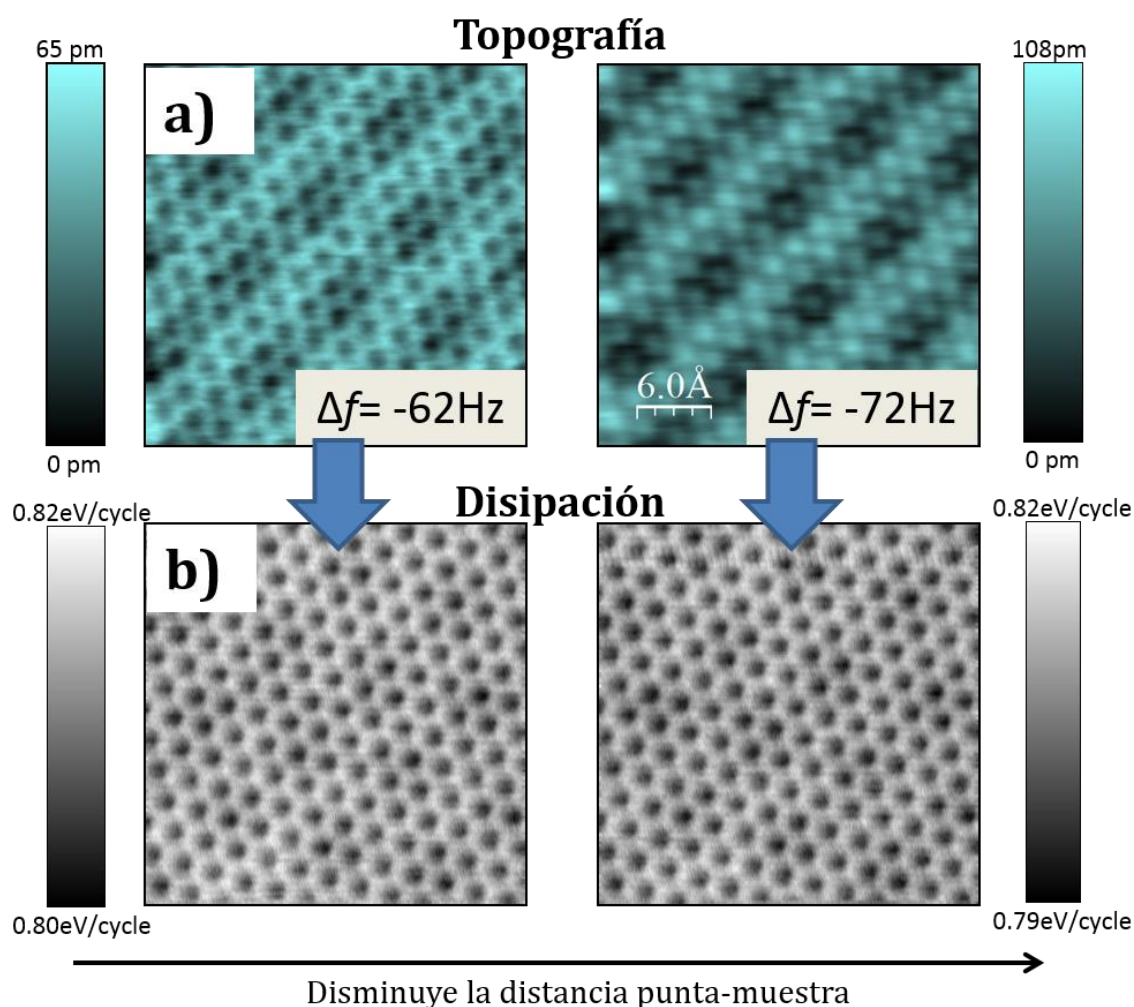 Topografía
65 pm
108pm
a)
6.0Å
Δf= -62Hz
Δf= -72Hz
0 pm
0 pm
Disipación
0.82eV/cycle
0.82eV/cycle
b)
0.80eV/cycle
0.79eV/cycle
Disminuye la distancia punta-muestra